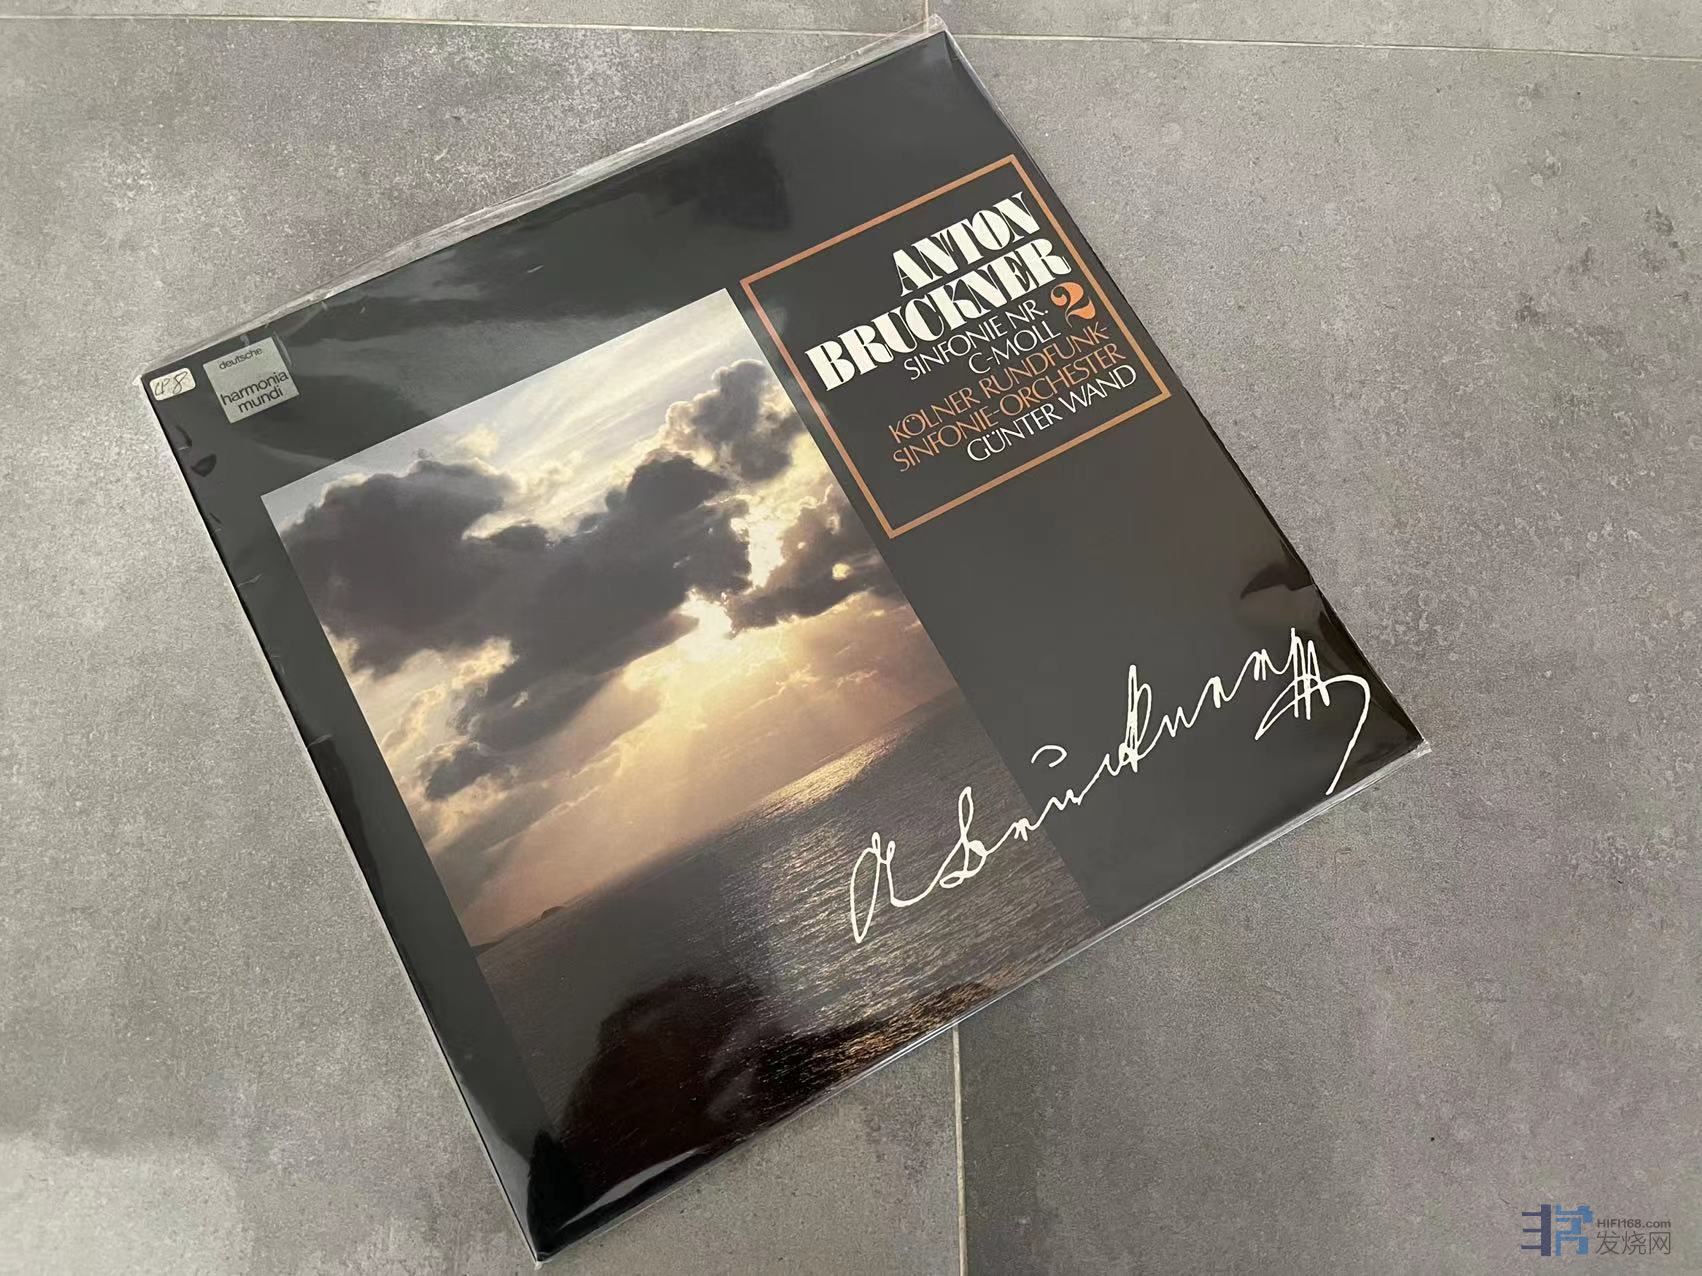 deutsche
harmonia
mundi
ANTON
BRUCKNER
SINFONIE NR. 2
C-MOLL
KÖLNER RUNDFUNK-
SINFONIE-ORCHESTER
GÜNTER WAND
HIFI168.com
发烧网